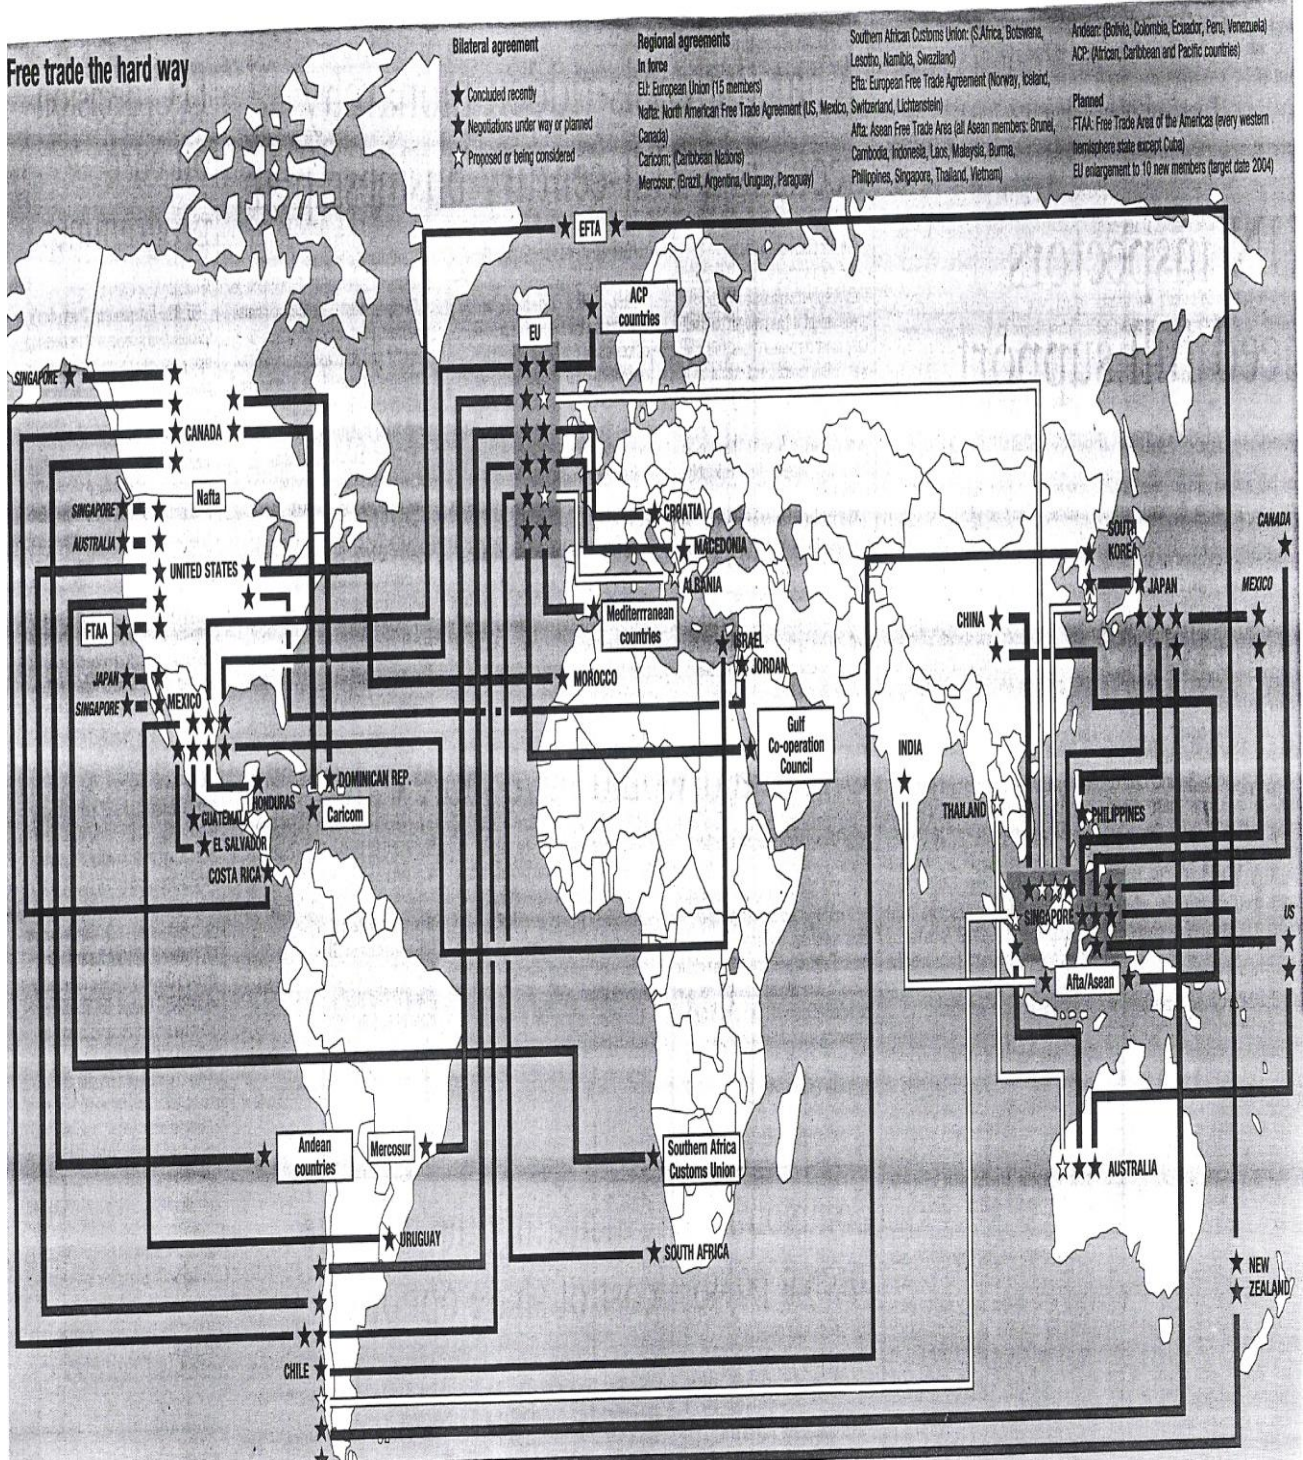 Free trade the hard way
Bilateral agreement
Concluded recently
Negotiations under way or planned
Proposed or being considered
Regional agreements
In force
EU: European Union (15 members)
Nafta: North American Free Trade Agreement (US, Mexico,
Canada)
Caricom: (Caribbean Nations)
Mercosur: (Brazil, Argentina, Uruguay, Paraguay)
Southern African Customs Union: (S.Africa, Botswana,
Lesotho, Namibia, Swaziland)
Efta: European Free Trade Agreement (Norway, Iceland,
Switzerland, Lichtenstein)
Afta: Asean Free Trade Area (all Asean members: Brunei,
Cambodia, Indonesia, Laos, Malaysia, Burma,
Philippines, Singapore, Thailand, Vietnam)
Andean: (Bolivia, Colombia, Ecuador, Peru, Venezuela)
ACP: (African, Caribbean and Pacific countries)
Planned
FTAA: Free Trade Area of the Americas (every western
hemisphere state except Cuba)
EU enlargement to 10 new members (target date 2004)
EFTA
ACP
countries
EU
SINGAPORE
CANADA
Nafta
SINGAPORE
AUSTRALIA
UNITED STATES
FTAA
JAPAN
SINGAPORE
MEXICO
HONDURAS
GUATEMALA
EL SALVADOR
COSTA RICA
DOMINICAN REP.
Caricom
CROATIA
MACEDONIA
ALBANIA
Mediterrranean
countries
ISRAEL
JORDAN
MOROCCO
Gulf
Co-operation
Council
INDIA
CHINA
SOUTH
KOREA
JAPAN
CANADA
MEXICO
THAILAND
PHILIPPINES
SINGAPORE
US
Afta/Asean
Andean
countries
Mercosur
Southern Africa
Customs Union
AUSTRALIA
URUGUAY
SOUTH AFRICA
NEW
ZEALAND
CHILE